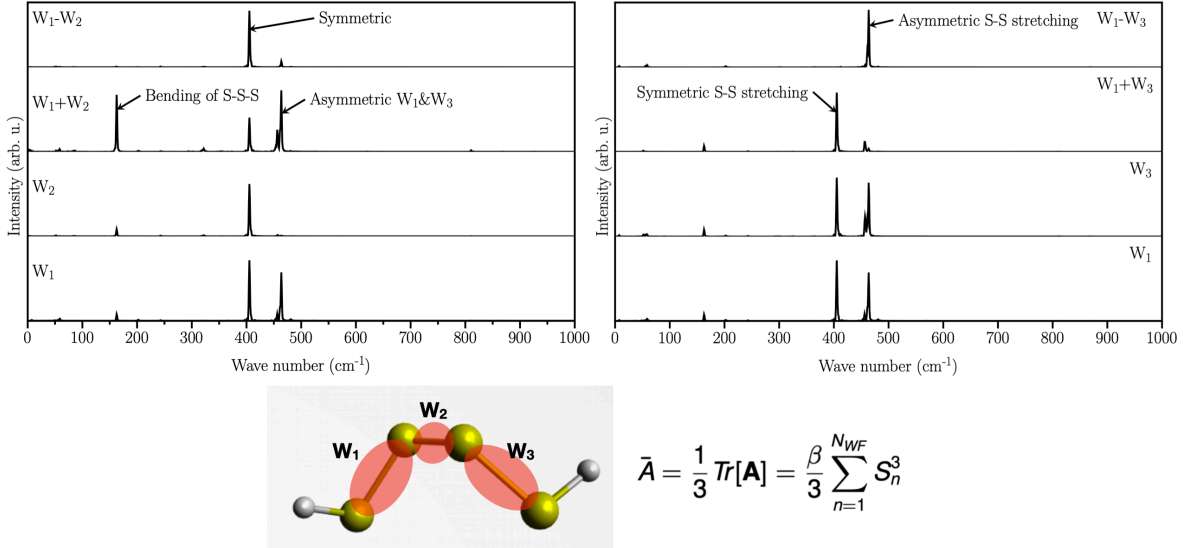 W₁-W₂
Symmetric
W₁+W₂
Bending of S-S-S
Asymmetric W₁&W₃
W₂
W₁
Intensity (arb. u.)
0 100 200 300 400 500 600 700 800 900 1000
Wave number (cm⁻¹)
Asymmetric S-S stretching
W₁-W₃
Symmetric S-S stretching
W₁+W₃
W₃
W₁
Intensity (arb. u.)
0 100 200 300 400 500 600 700 800 900 1000
Wave number (cm⁻¹)
W₂
W₁
W₃
Ā = 1/3 Tr[A] = β/3 ∑_{n=1}^{N_{WF}} S_n^3